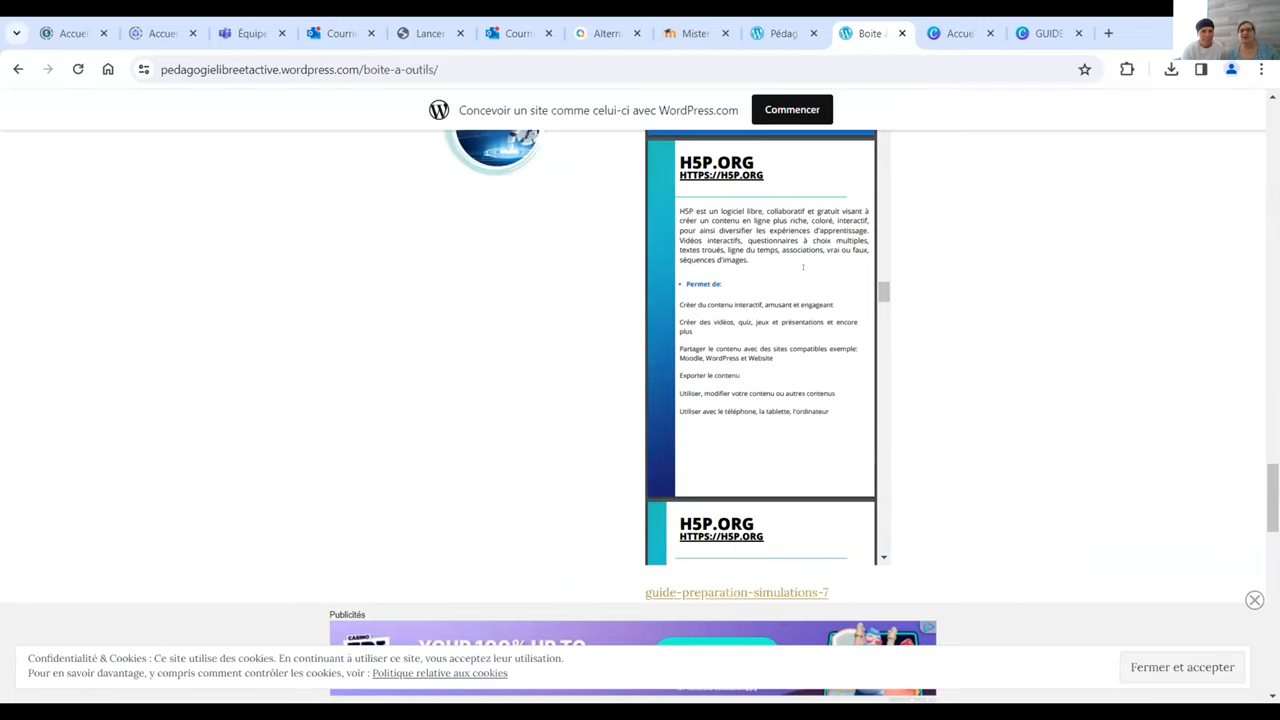 Accuei
Accue
Équipe
Courri
Lance
Courri
Altern
Mister
Pédag
Boite
Accue
GUIDE
pedagogielibreetactive.wordpress.com/boite-a-outils/
Concevoir un site comme celui-ci avec WordPress.com
Commencer
H5P.ORG
HTTPS://H5P.ORG
H5P est un logiciel libre, collaboratif et gratuit visant à
créer un contenu en ligne plus riche, coloré, interactif,
pour ainsi diversifier les expériences d'apprentissage.
Vidéos interactifs, questionnaires à choix multiples,
textes troués, ligne du temps, associations, vrai ou faux,
séquences d'images.
• Permet de:
Créer du contenu interactif, amusant et engageant
Créer des vidéos, quiz, jeux et présentations et encore
plus
Partager le contenu avec des sites compatibles exemple:
Moodle, WordPress et Website
Exporter le contenu
Utiliser, modifier votre contenu ou autres contenus
Utiliser avec le téléphone, la tablette, l'ordinateur
H5P.ORG
HTTPS://H5P.ORG
guide-preparation-simulations-7
Publicités
CASINO
YOUR 100% UP TO
Confidentialité & Cookies : Ce site utilise des cookies. En continuant à utiliser ce site, vous acceptez leur utilisation.
Pour en savoir davantage, y compris comment contrôler les cookies, voir : Politique relative aux cookies
Fermer et accepter